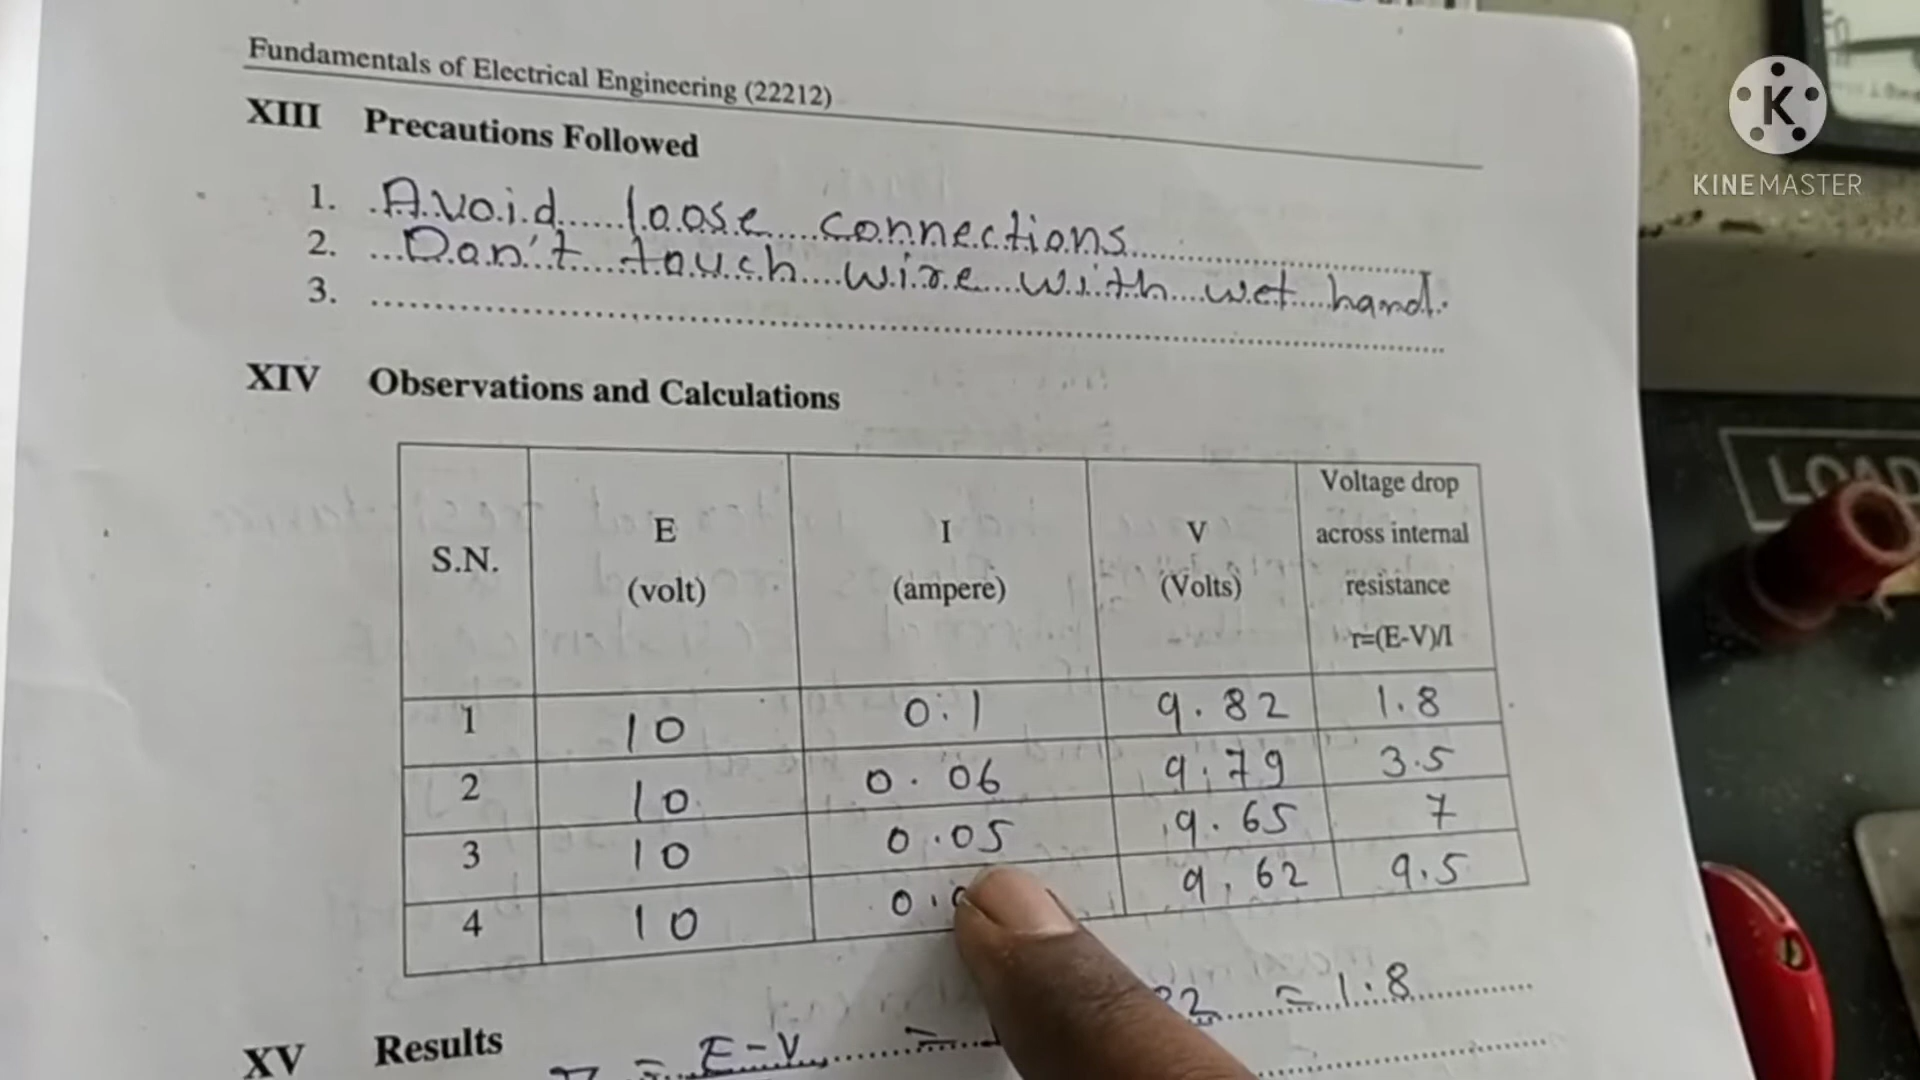 Fundamentals of Electrical Engineering (22212)
XIII Precautions Followed
1. Avoid loose connections
2. Don't touch wire with wet hand.
3.
XIV Observations and Calculations
S.N. E (volt) I (ampere) V (Volts) Voltage drop across internal resistance r=(E-V)/I
1 10 0.1 9.82 1.8
2 10 0.06 9.79 3.5
3 10 0.05 9.65 7
4 10 9.62 9.5
= 1.8
XV Results
= E-V =
K
KINEMASTER
LOAD